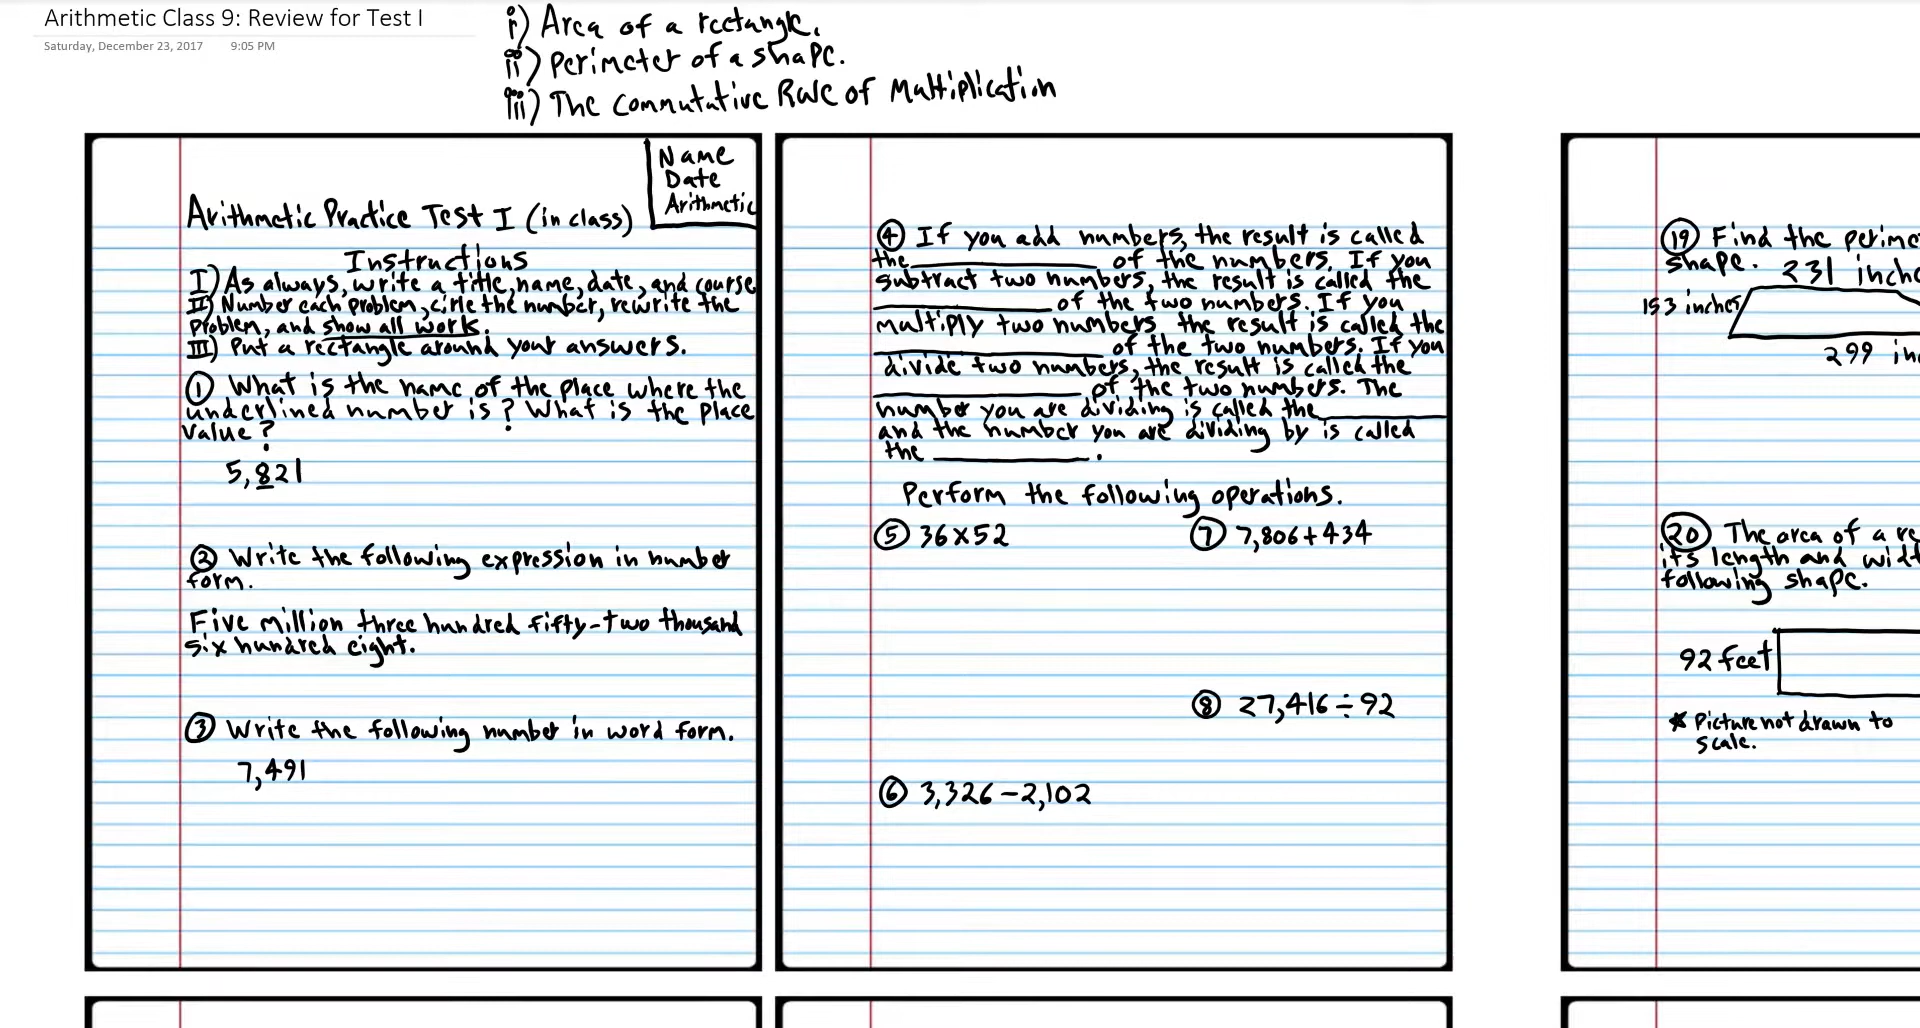 Arithmetic Class 9: Review for Test I
Saturday, December 23, 2017 9:05 PM
i) Area of a rectangle.
ii) Perimeter of a shape.
iii) The Commutative Rule of Multiplication
Name
Date
Arithmetic
Arithmetic Practice Test I (in class)
Instructions
I) As always, write a title, name, date, and course
II) Number each problem, cirle the number, rewrite the
problem, and show all work.
III) Put a rectangle around your answers.
① What is the name of the place where the
underlined number is? What is the place
value?
5,821
② Write the following expression in number
form.
Five million three hundred fifty-two thousand
six hundred eight.
③ Write the following number in word form.
7,491
④ If you add numbers, the result is called
the ____________ of the numbers. If you
subtract two numbers, the result is called the
____________ of the two numbers. If you
multiply two numbers, the result is called the
____________ of the two numbers. If you
divide two numbers, the result is called the
____________ of the two numbers. The
number you are dividing is called the ____________
and the number you are dividing by is called
the ____________.
Perform the following operations.
⑤ 36×52
⑦ 7,806+434
⑧ 27,416÷92
⑥ 3,326-2,102
⑲ Find the perime
shape. 231 inche
153 inches
299 in
⑳ The area of a re
its length and widt
following shape.
92 feet
* Picture not drawn to
scale.